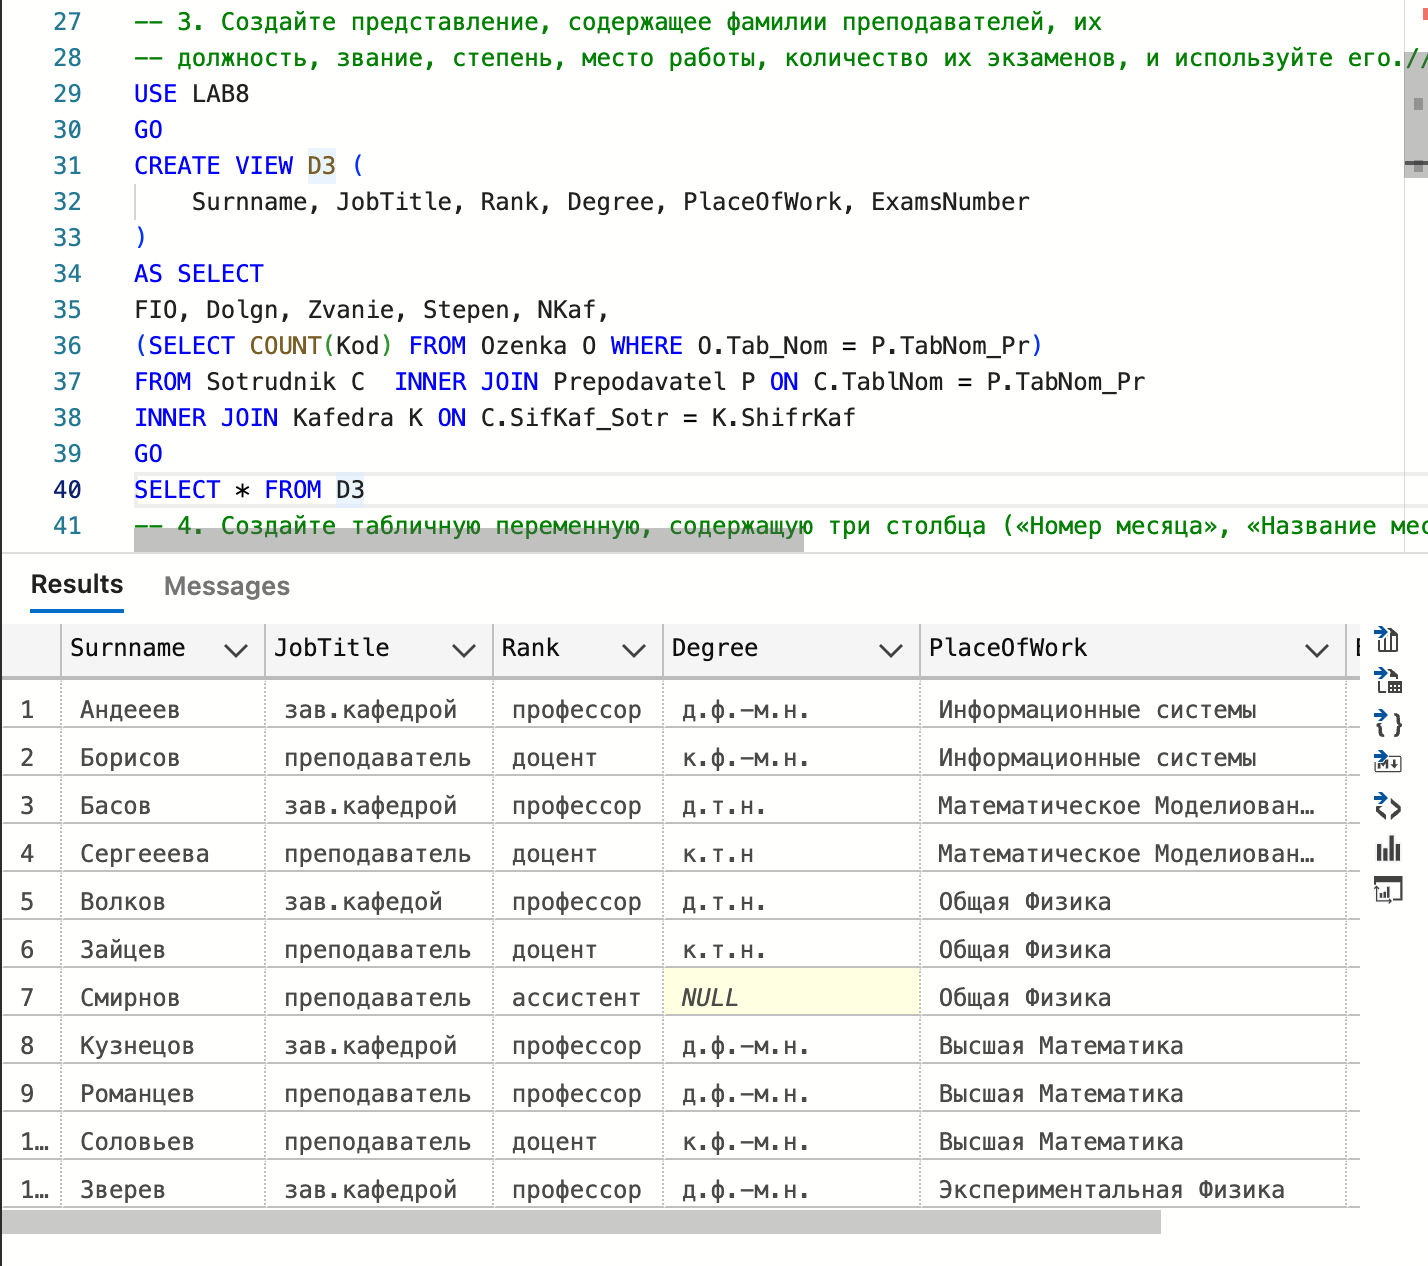 27 -- 3. Создайте представление, содержащее фамилии преподавателей, их
28 -- должность, звание, степень, место работы, количество их экзаменов, и используйте его.//
29 USE LAB8
30 GO
31 CREATE VIEW D3 (
32 Surnname, JobTitle, Rank, Degree, PlaceOfWork, ExamsNumber
33 )
34 AS SELECT
35 FIO, Dolgn, Zvanie, Stepen, NKaf,
36 (SELECT COUNT(Kod) FROM Ozenka O WHERE O.Tab_Nom = P.TabNom_Pr)
37 FROM Sotrudnik C  INNER JOIN Prepodavatel P ON C.TablNom = P.TabNom_Pr
38 INNER JOIN Kafedra K ON C.SifKaf_Sotr = K.ShifrKaf
39 GO
40 SELECT * FROM D3
41 -- 4. Создайте табличную переменную, содержащую три столбца («Номер месяца», «Название мес
Results Messages
Surnname JobTitle Rank Degree PlaceOfWork
1 Андееев зав.кафедрой профессор д.ф.-м.н. Информационные системы
2 Борисов преподаватель доцент к.ф.-м.н. Информационные системы
3 Басов зав.кафедрой профессор д.т.н. Математическое Моделиован…
4 Сергееева преподаватель доцент к.т.н Математическое Моделиован…
5 Волков зав.кафедой профессор д.т.н. Общая Физика
6 Зайцев преподаватель доцент к.т.н. Общая Физика
7 Смирнов преподаватель ассистент NULL Общая Физика
8 Кузнецов зав.кафедрой профессор д.ф.-м.н. Высшая Математика
9 Романцев преподаватель профессор д.ф.-м.н. Высшая Математика
1… Соловьев преподаватель доцент к.ф.-м.н. Высшая Математика
1… Зверев зав.кафедрой профессор д.ф.-м.н. Экспериментальная Физика